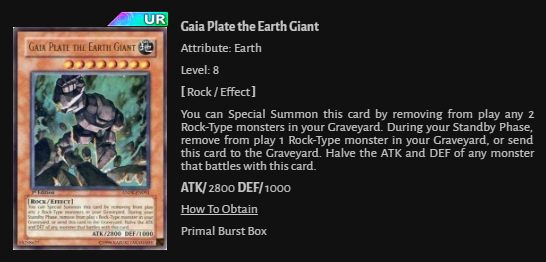 UR
GAIA PLATE THE EARTH GIANT
1st Edition
[ROCK/EFFECT]
You can Special Summon this card by removing from play any 2 Rock-Type monsters in your Graveyard. During your Standby Phase, remove from play 1 Rock-Type monster in your Graveyard, or send this card to the Graveyard. Halve the ATK and DEF of any monster that battles with this card.
ATK/2800 DEF/1000
Gaia Plate the Earth Giant
Attribute: Earth
Level: 8
[ Rock / Effect ]
You can Special Summon this card by removing from play any 2
Rock-Type monsters in your Graveyard. During your Standby Phase,
remove from play 1 Rock-Type monster in your Graveyard, or send
this card to the Graveyard. Halve the ATK and DEF of any monster
that battles with this card.
ATK/ 2800 DEF/ 1000
How To Obtain
Primal Burst Box